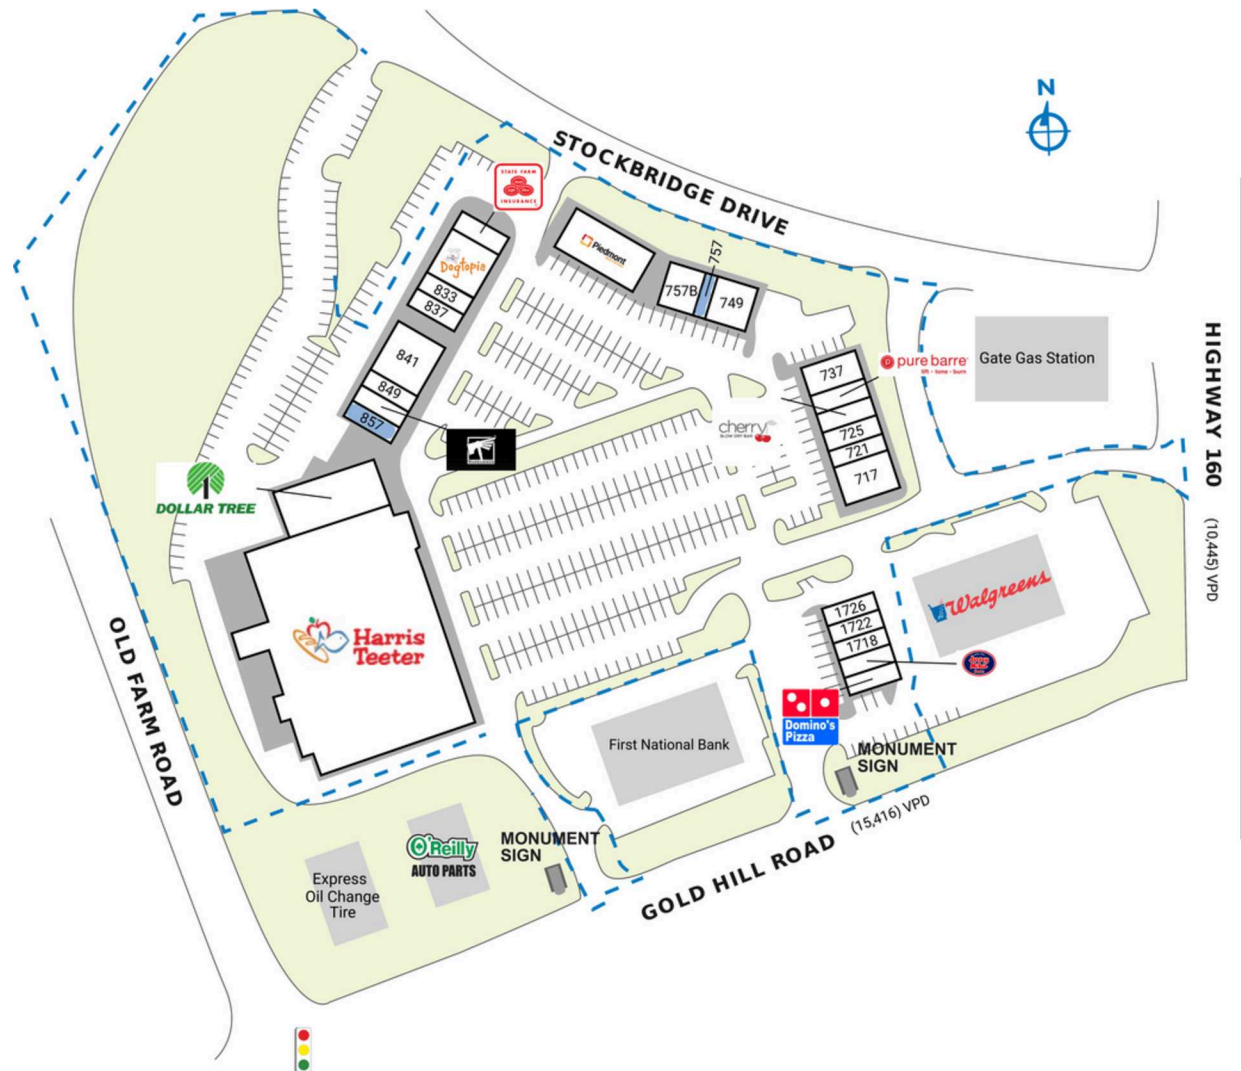 N
STOCKBRIDGE DRIVE
STATE FARM
INSURANCE
Piedmont
Dogtopia
833
837
757
757B
749
841
849
857
737
pure barre
lift • tone • burn
Gate Gas Station
HIGHWAY 160
(10,445) VPD
cherry
BLOW DRY BAR
725
721
717
DOLLAR TREE
Harris
Teeter
Walgreens
1726
1722
1718
Domino's
Pizza
First National Bank
MONUMENT
SIGN
(15,416) VPD
GOLD HILL ROAD
OLD FARM ROAD
O'Reilly
AUTO PARTS
MONUMENT
SIGN
Express
Oil Change
Tire